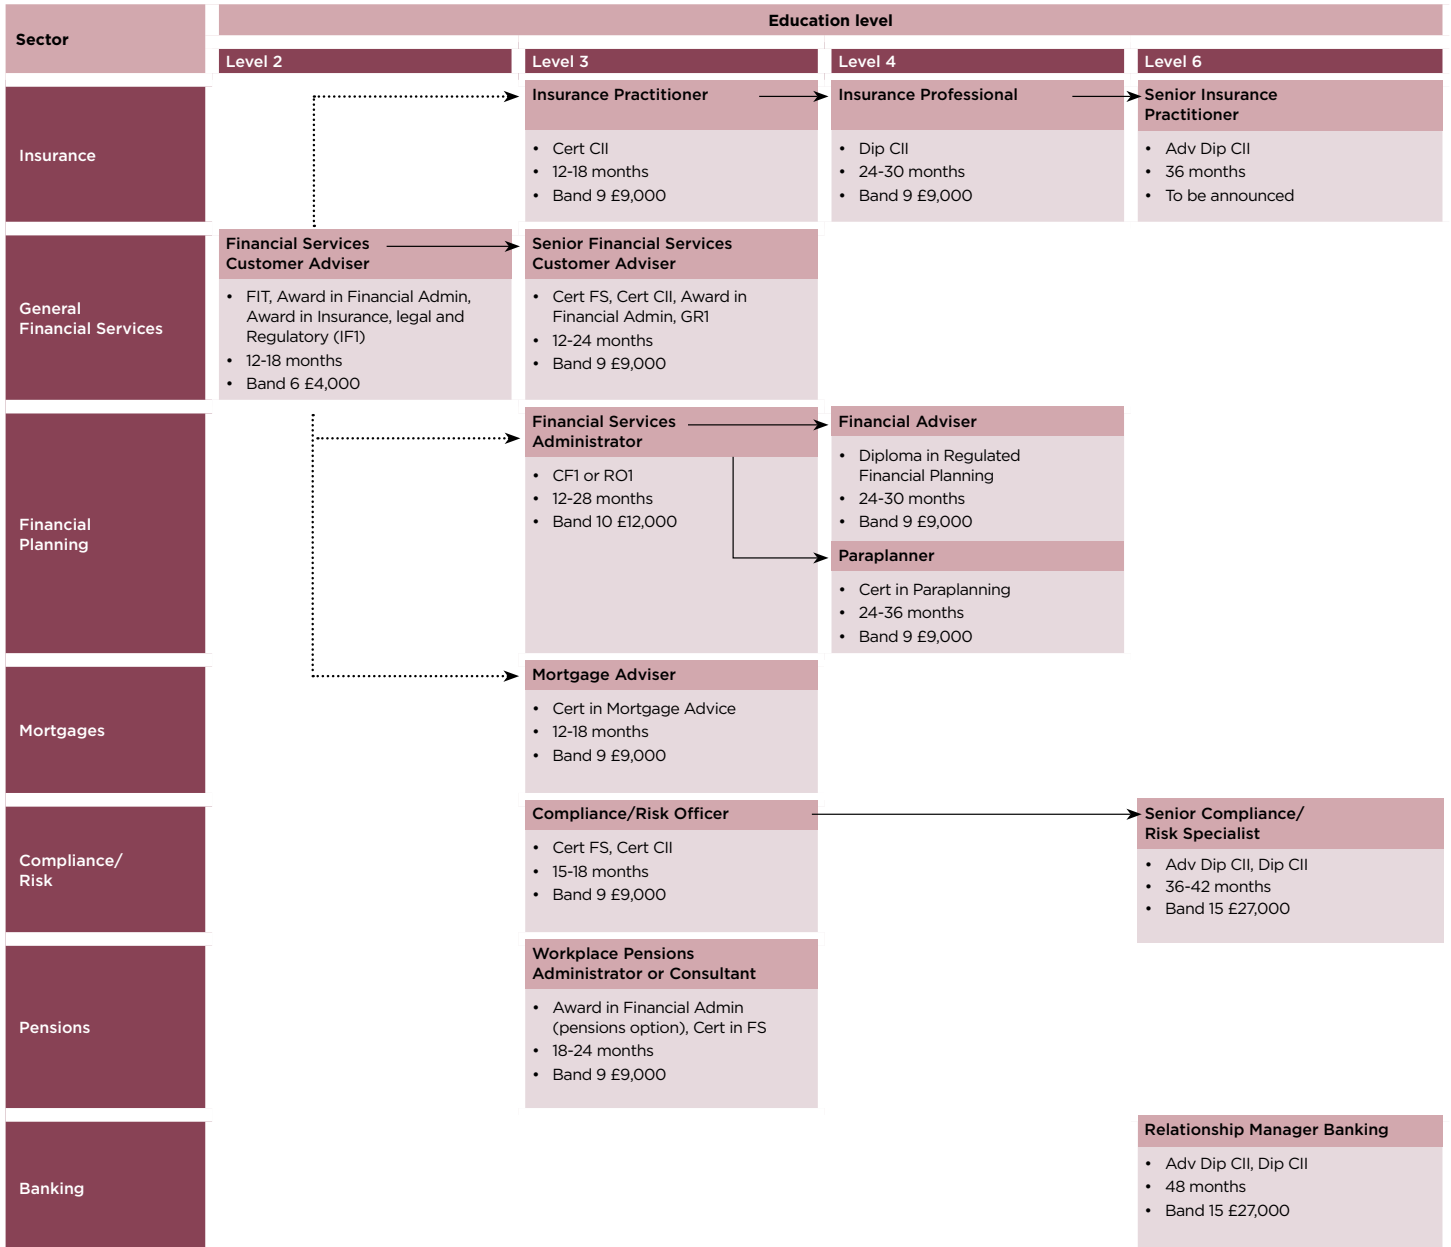 Sector
Education level
Level 2
Level 3
Level 4
Level 6
Insurance
Insurance Practitioner
• Cert CII
• 12-18 months
• Band 9 £9,000
Insurance Professional
• Dip CII
• 24-30 months
• Band 9 £9,000
Senior Insurance
Practitioner
• Adv Dip CII
• 36 months
• To be announced
General
Financial Services
Financial Services
Customer Adviser
• FIT, Award in Financial Admin,
Award in Insurance, legal and
Regulatory (IF1)
• 12-18 months
• Band 6 £4,000
Senior Financial Services
Customer Adviser
• Cert FS, Cert CII, Award in
Financial Admin, GR1
• 12-24 months
• Band 9 £9,000
Financial
Planning
Financial Services
Administrator
• CF1 or RO1
• 12-28 months
• Band 10 £12,000
Financial Adviser
• Diploma in Regulated
Financial Planning
• 24-30 months
• Band 9 £9,000
Paraplanner
• Cert in Paraplanning
• 24-36 months
• Band 9 £9,000
Mortgages
Mortgage Adviser
• Cert in Mortgage Advice
• 12-18 months
• Band 9 £9,000
Compliance/
Risk
Compliance/Risk Officer
• Cert FS, Cert CII
• 15-18 months
• Band 9 £9,000
Senior Compliance/
Risk Specialist
• Adv Dip CII, Dip CII
• 36-42 months
• Band 15 £27,000
Pensions
Workplace Pensions
Administrator or Consultant
• Award in Financial Admin
(pensions option), Cert in FS
• 18-24 months
• Band 9 £9,000
Banking
Relationship Manager Banking
• Adv Dip CII, Dip CII
• 48 months
• Band 15 £27,000